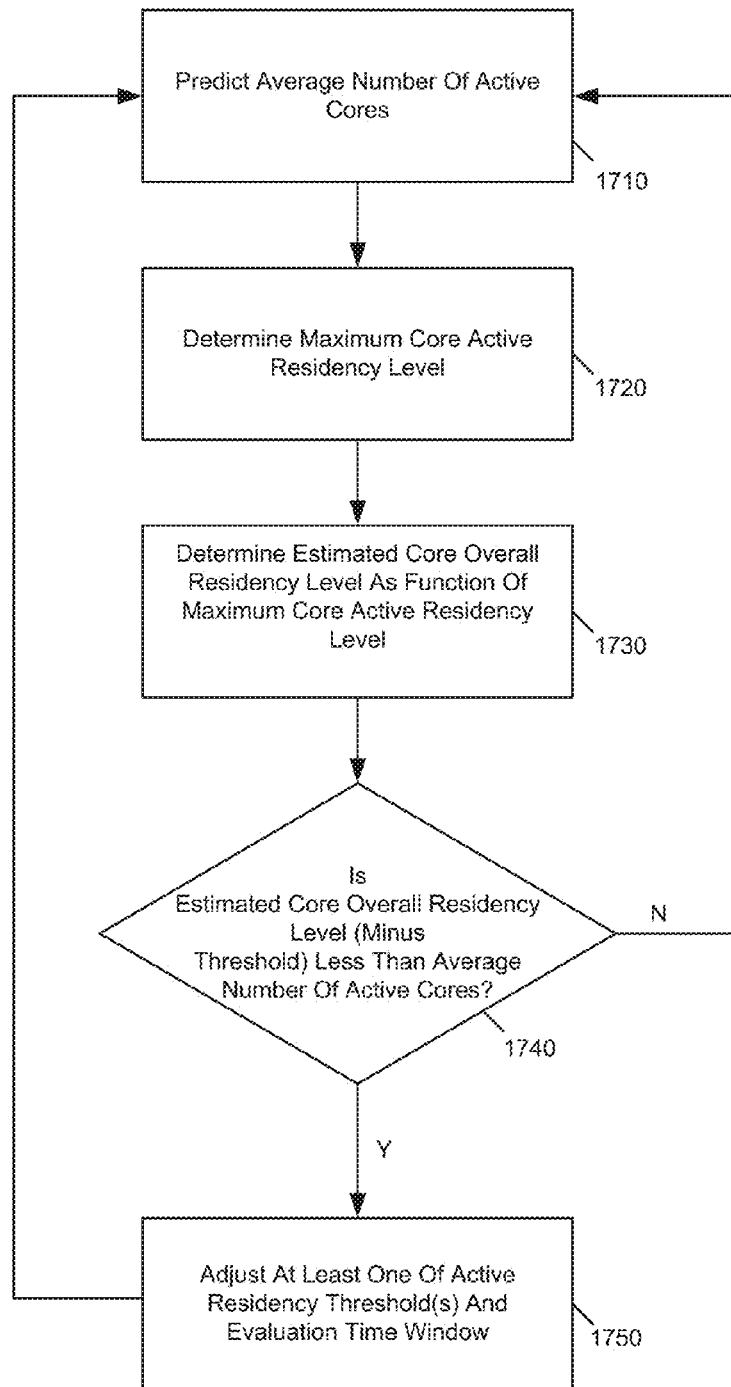 Predict Average Number Of Active
Cores
1710
Determine Maximum Core Active
Residency Level
1720
Determine Estimated Core Overall
Residency Level As Function Of
Maximum Core Active Residency
Level
1730
Is
Estimated Core Overall Residency
Level (Minus
Threshold) Less Than Average
Number Of Active Cores?
N
1740
Y
Adjust At Least One Of Active
Residency Threshold(s) And
Evaluation Time Window
1750